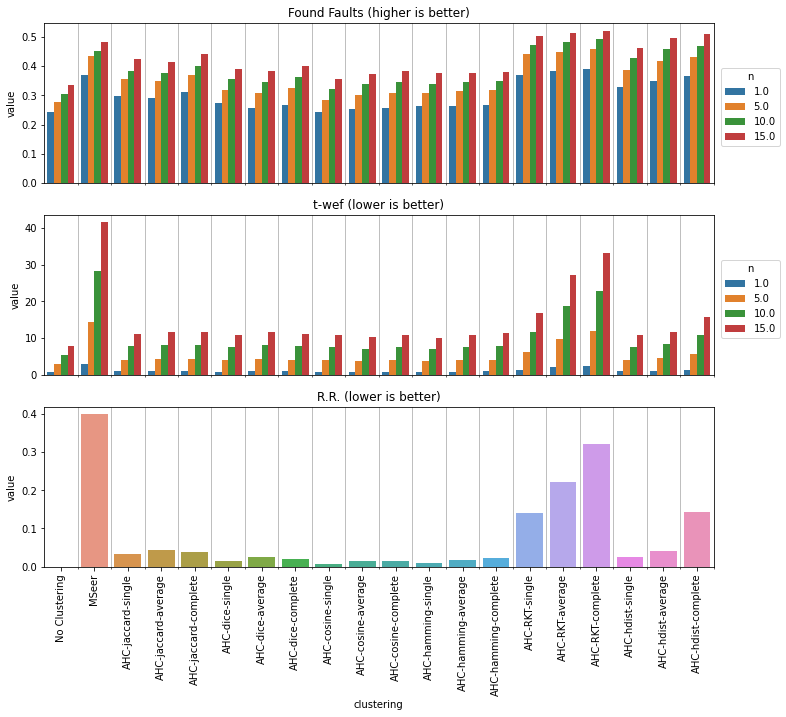 Found Faults (higher is better)
value
0.5
0.4
0.3
0.2
0.1
0.0
n
1.0
5.0
10.0
15.0
t-wef (lower is better)
value
40
30
20
10
0
n
1.0
5.0
10.0
15.0
R.R. (lower is better)
value
0.4
0.3
0.2
0.1
0.0
No Clustering
MSeer
AHC-jaccard-single
AHC-jaccard-average
AHC-jaccard-complete
AHC-dice-single
AHC-dice-average
AHC-dice-complete
AHC-cosine-single
AHC-cosine-average
AHC-cosine-complete
AHC-hamming-single
AHC-hamming-average
AHC-hamming-complete
AHC-RKT-single
AHC-RKT-average
AHC-RKT-complete
AHC-hdist-single
AHC-hdist-average
AHC-hdist-complete
clustering